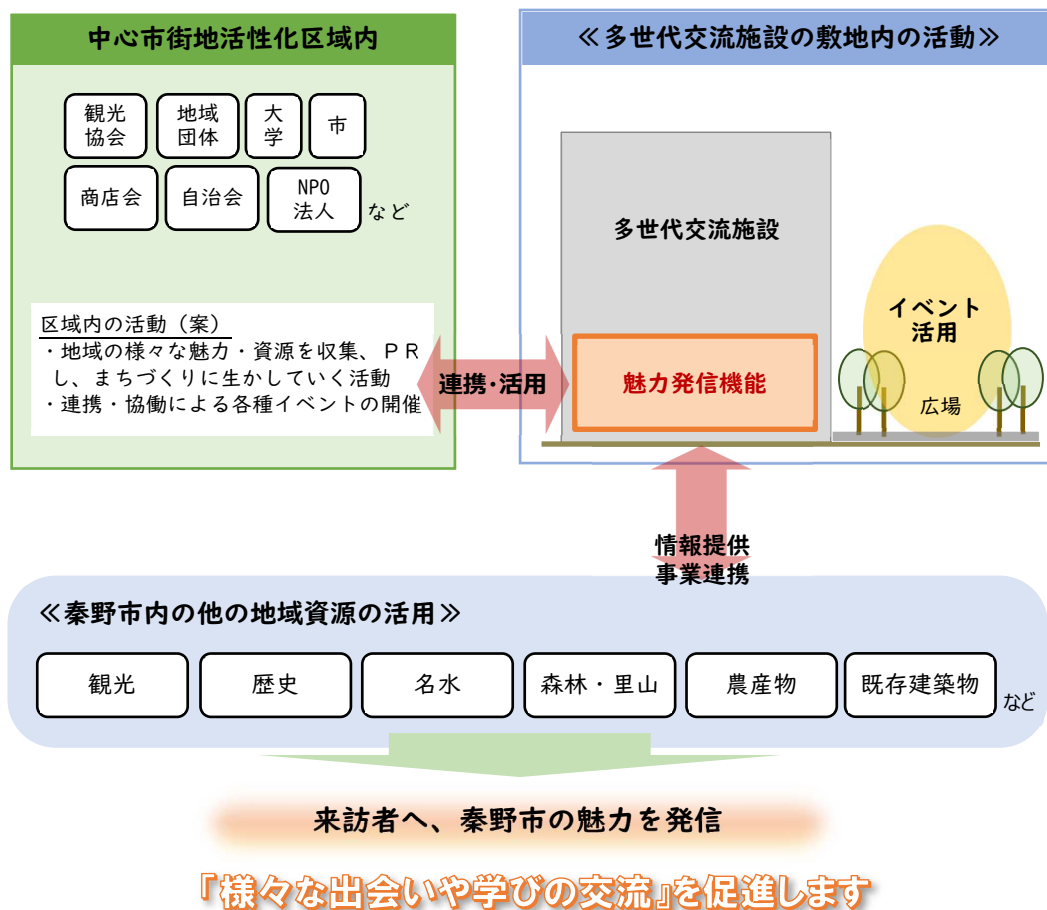 中心市街地活性化区域内
観光
協会
地域
団体
大
学
市
商店会
自治会
NPO
法人
など
区域内の活動（案）
・地域の様々な魅力・資源を収集、ＰＲ
し、まちづくりに生かしていく活動
・連携・協働による各種イベントの開催
連携・活用
≪多世代交流施設の敷地内の活動≫
多世代交流施設
魅力発信機能
イベント
活用
広場
情報提供
事業連携
≪秦野市内の他の地域資源の活用≫
観光
歴史
名水
森林・里山
農産物
既存建築物
など
来訪者へ、秦野市の魅力を発信
『様々な出会いや学びの交流』を促進します